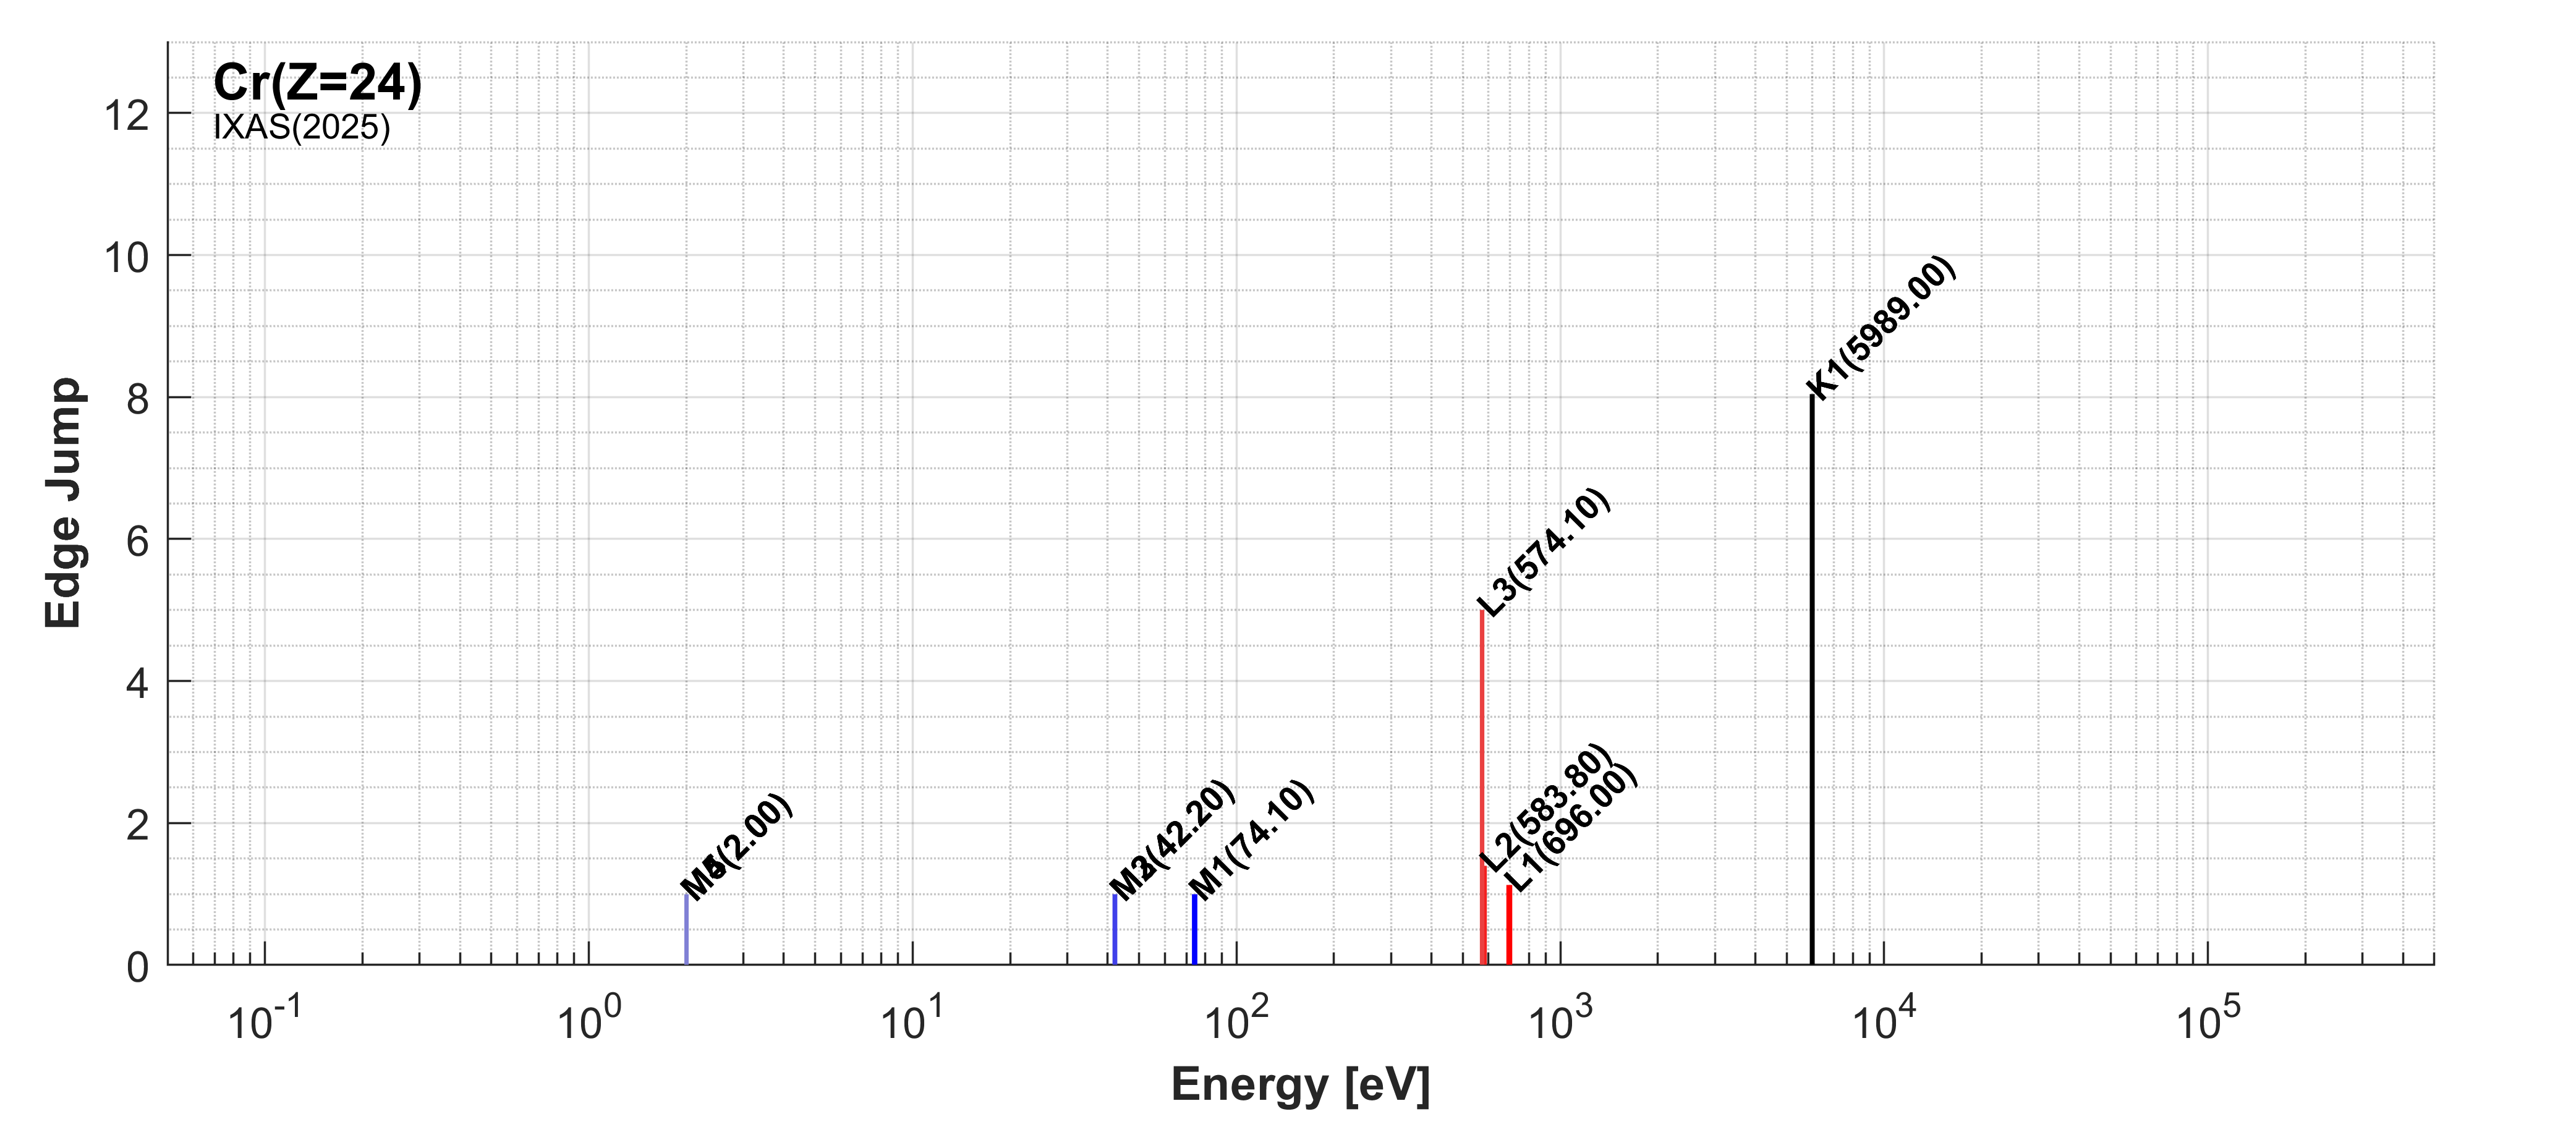 Cr(Z=24)
IXAS(2025)
12
10
8
6
4
2
0
Edge Jump
K1(5989.00)
L3(574.10)
L2(583.80)
L1(696.00)
(2.00)
(42.20)
M1(74.10)
10-1
100
101
102
103
104
105
Energy [eV]